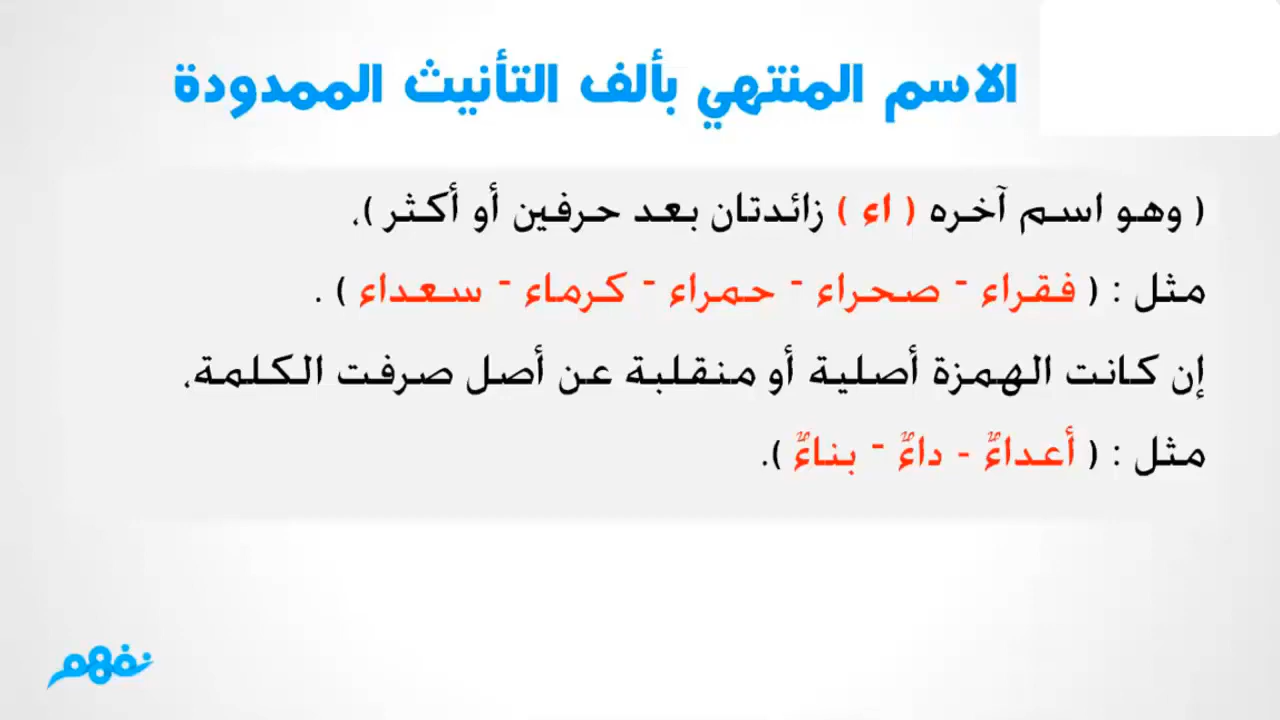 الاسم المنتهي بألف التأنيث الممدودة
( وهو اسم آخره ( اء ) زائدتان بعد حرفين أو أكثر )،
مثل : ( فقراء - صحراء - حمراء - كرماء - سعداء ) .
إن كانت الهمزة أصلية أو منقلبة عن أصل صرفت الكلمة،
مثل : ( أعداءٌ - داءٌ - بناءٌ ).
نفهم